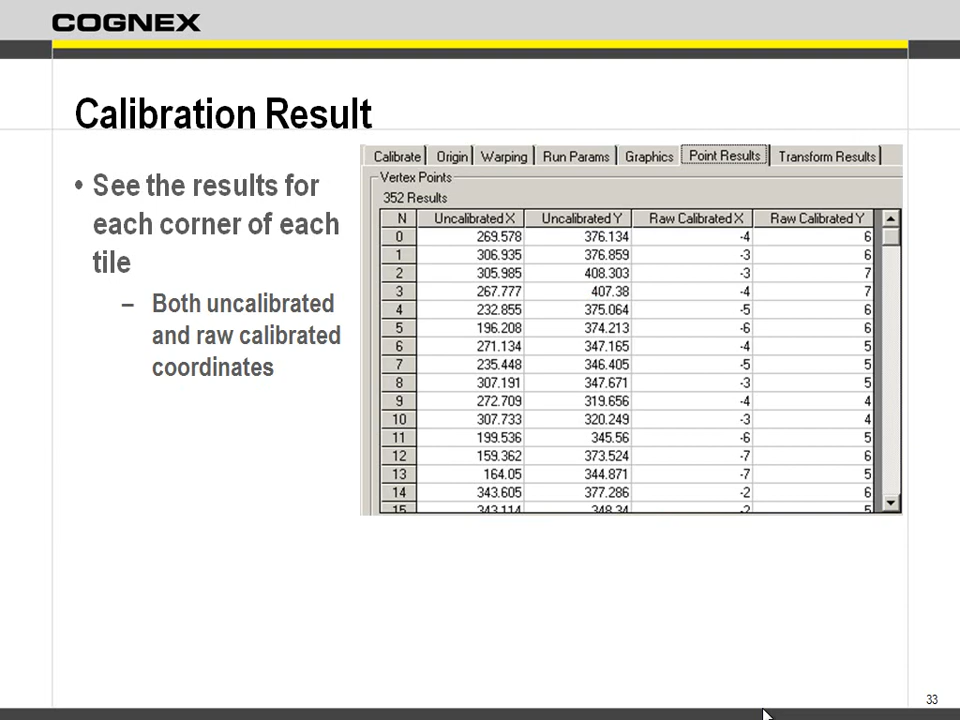 COGNEX
Calibration Result
• See the results for
each corner of each
tile
– Both uncalibrated
and raw calibrated
coordinates
Calibrate Origin Warping Run Params Graphics Point Results Transform Results
Vertex Points
352 Results
N Uncalibrated X Uncalibrated Y Raw Calibrated X Raw Calibrated Y
0 269.578 376.134 -4 6
1 306.935 376.859 -3 6
2 305.985 408.303 -3 7
3 267.777 407.38 -4 7
4 232.855 375.064 -5 6
5 196.208 374.213 -6 6
6 271.134 347.165 -4 5
7 235.448 346.405 -5 5
8 307.191 347.671 -3 5
9 272.709 319.656 -4 4
10 307.733 320.249 -3 4
11 199.536 345.56 -6 5
12 159.362 373.524 -7 6
13 164.05 344.871 -7 5
14 343.605 377.286 -2 6
15 343.114 348.34 -2 5
33